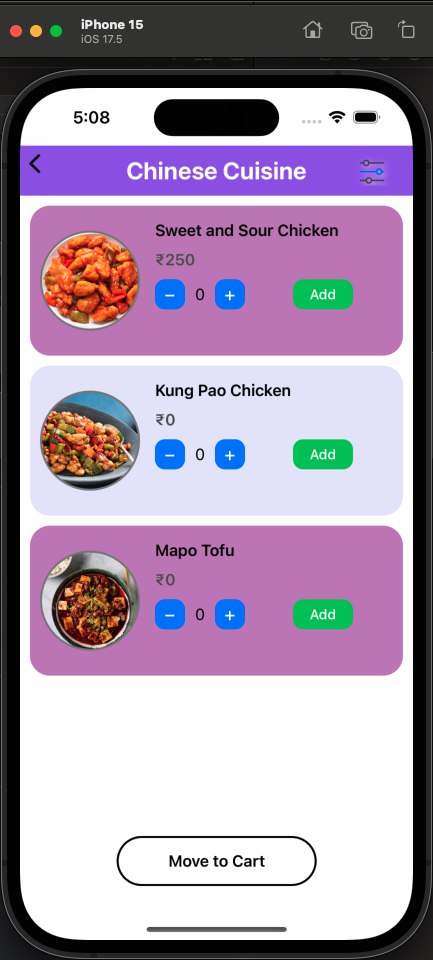 iPhone 15
iOS 17.5
5:08
Chinese Cuisine
Sweet and Sour Chicken
₹250
− 0 + Add
Kung Pao Chicken
₹0
− 0 + Add
Mapo Tofu
₹0
− 0 + Add
Move to Cart